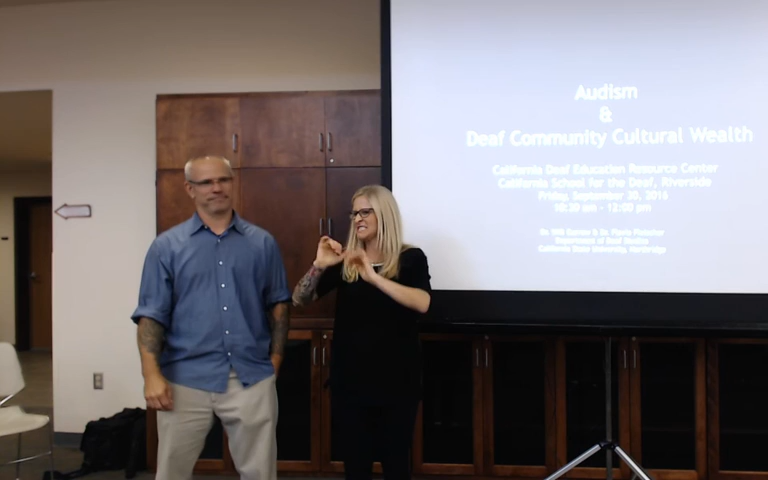 Audism
&
Deaf Community Cultural Wealth
California Deaf Education Resource Center
California School for the Deaf, Riverside
Friday, September 30, 2016
10:30 am - 12:00 pm
Department of Deaf Studies
California State University, Northridge